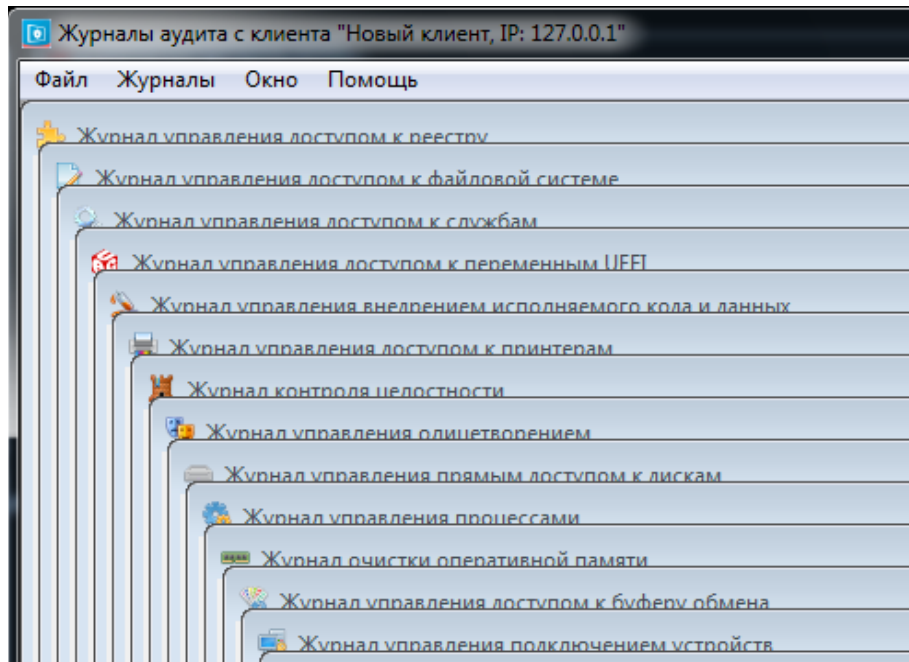 Журналы аудита с клиента "Новый клиент, IP: 127.0.0.1"
Файл Журналы Окно Помощь
Журнал управления доступом к реестру
Журнал управления доступом к файловой системе
Журнал управления доступом к службам
Журнал управления доступом к переменным UEFI
Журнал управления внедрением исполняемого кода и данных
Журнал управления доступом к принтерам
Журнал контроля целостности
Журнал управления олицетворением
Журнал управления прямым доступом к дискам
Журнал управления процессами
Журнал очистки оперативной памяти
Журнал управления доступом к буферу обмена
Журнал управления подключением устройств